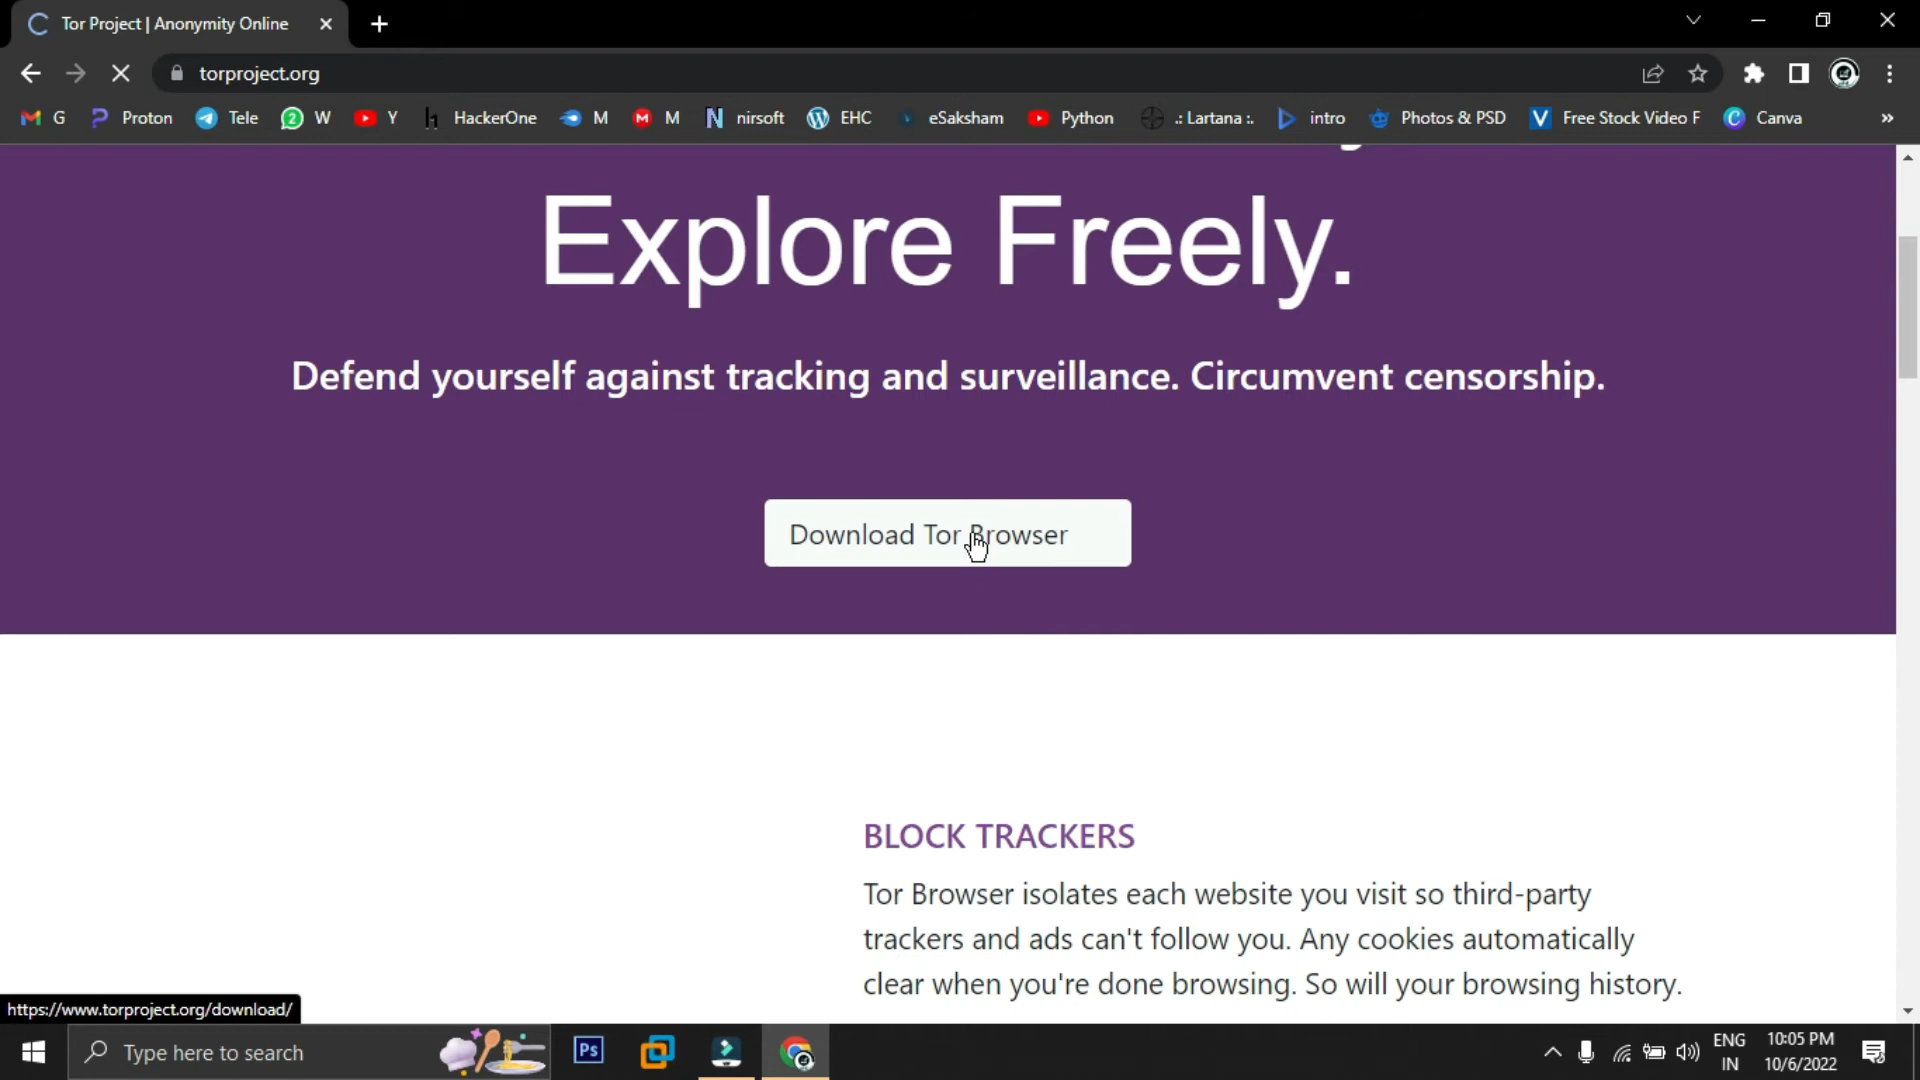 Tor Project | Anonymity Online
torproject.org
G
Proton
Tele
W
Y
HackerOne
M
M
nirsoft
EHC
eSaksham
Python
.: Lartana :.
intro
Photos & PSD
Free Stock Video F
Canva
»
Explore Freely.
Defend yourself against tracking and surveillance. Circumvent censorship.
Download Tor Browser
BLOCK TRACKERS
Tor Browser isolates each website you visit so third-party
trackers and ads can't follow you. Any cookies automatically
clear when you're done browsing. So will your browsing history.
https://www.torproject.org/download/
Type here to search
Ps
ENG
IN
10:05 PM
10/6/2022